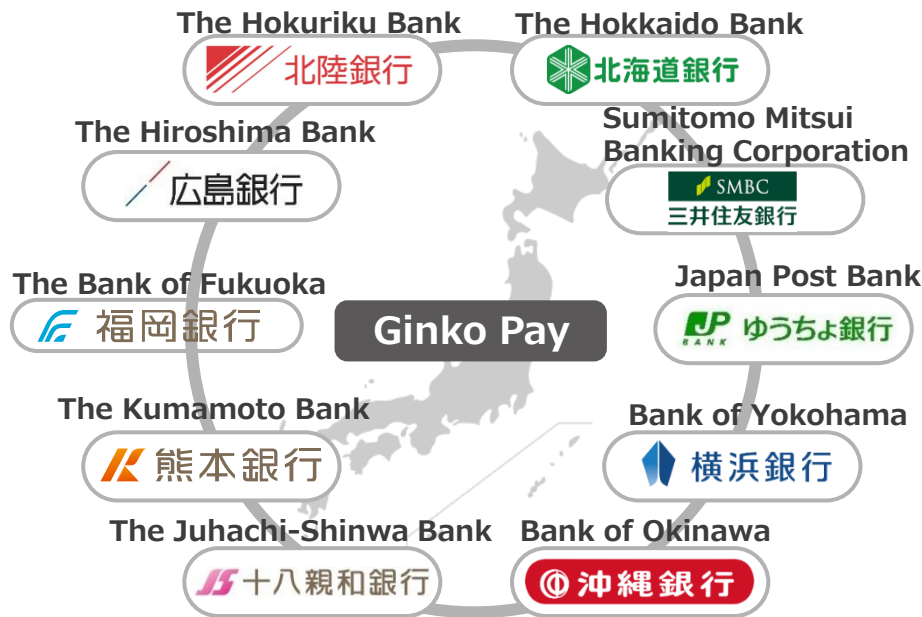 The Hokuriku Bank
北陸銀行
The Hokkaido Bank
北海道銀行
The Hiroshima Bank
広島銀行
Sumitomo Mitsui
Banking Corporation
SMBC
三井住友銀行
The Bank of Fukuoka
福岡銀行
Ginko Pay
Japan Post Bank
JP
BANK
ゆうちょ銀行
The Kumamoto Bank
熊本銀行
Bank of Yokohama
横浜銀行
The Juhachi-Shinwa Bank
十八親和銀行
Bank of Okinawa
沖縄銀行